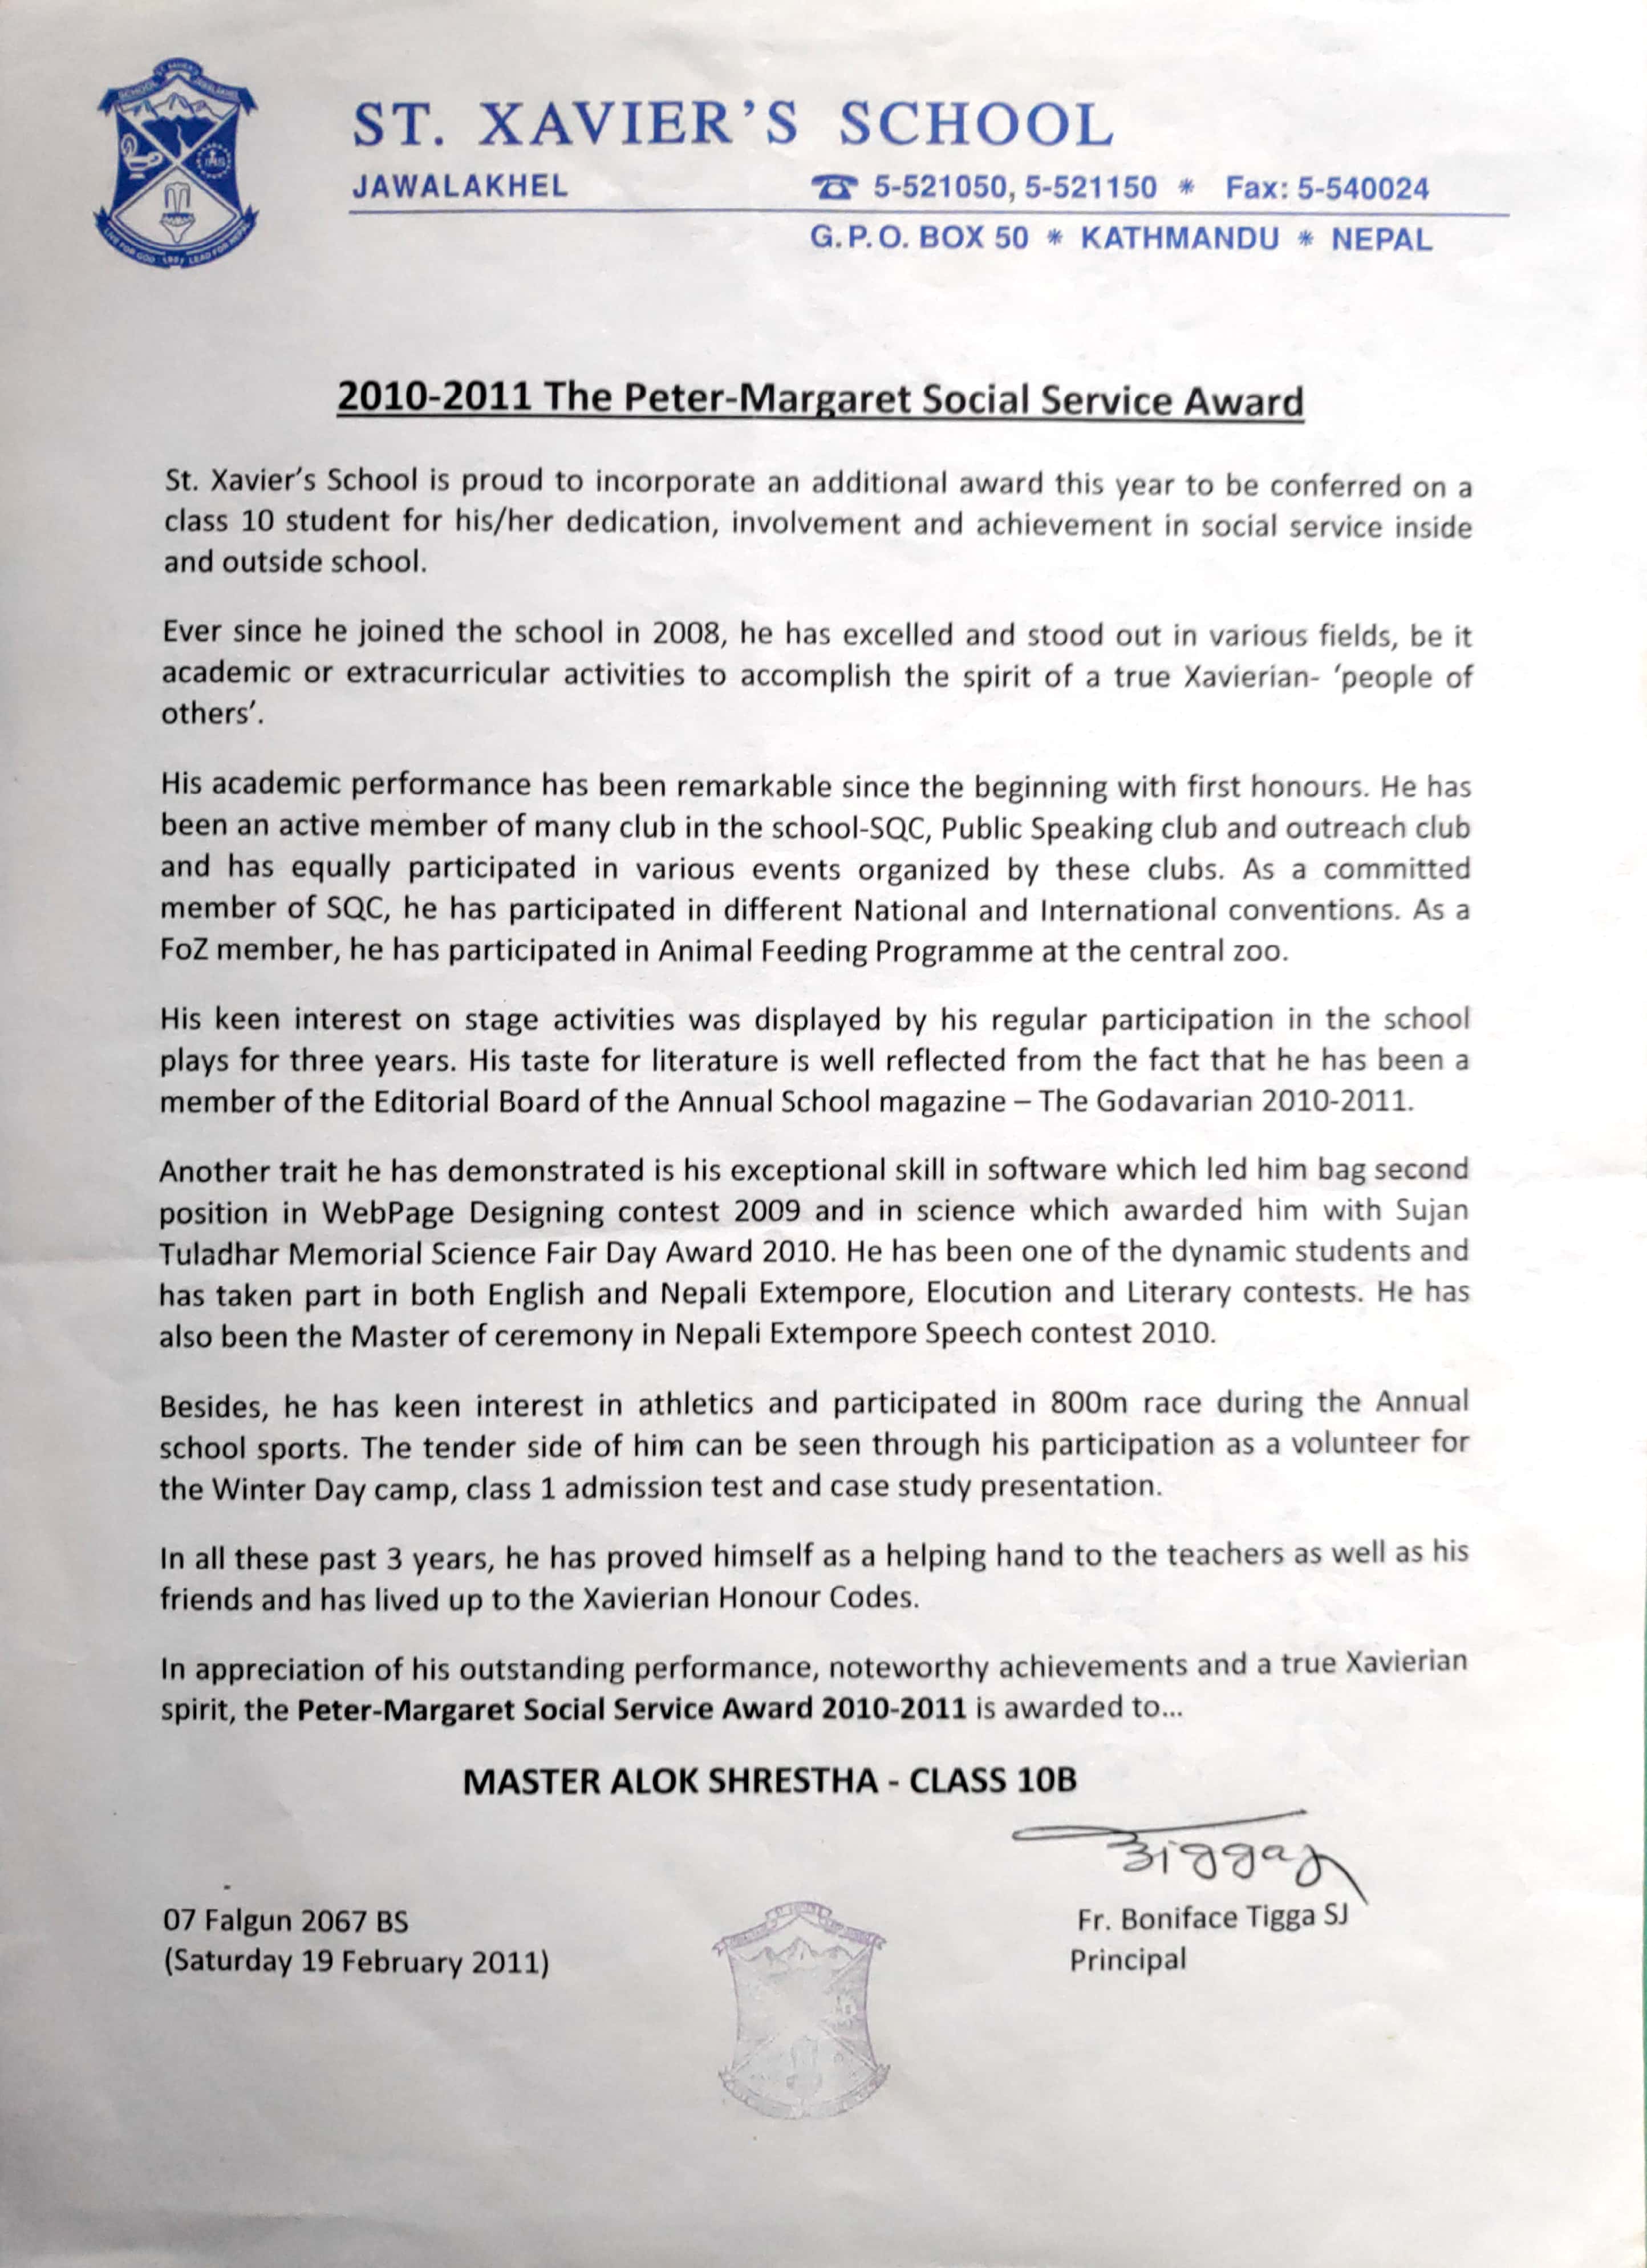 ST. XAVIER'S SCHOOL
JAWALAKHEL
☎ 5-521050, 5-521150 * Fax: 5-540024
G.P.O. BOX 50 * KATHMANDU * NEPAL
2010-2011 The Peter-Margaret Social Service Award
St. Xavier's School is proud to incorporate an additional award this year to be conferred on a
class 10 student for his/her dedication, involvement and achievement in social service inside
and outside school.
Ever since he joined the school in 2008, he has excelled and stood out in various fields, be it
academic or extracurricular activities to accomplish the spirit of a true Xavierian- 'people of
others'.
His academic performance has been remarkable since the beginning with first honours. He has
been an active member of many club in the school-SQC, Public Speaking club and outreach club
and has equally participated in various events organized by these clubs. As a committed
member of SQC, he has participated in different National and International conventions. As a
FoZ member, he has participated in Animal Feeding Programme at the central zoo.
His keen interest on stage activities was displayed by his regular participation in the school
plays for three years. His taste for literature is well reflected from the fact that he has been a
member of the Editorial Board of the Annual School magazine – The Godavarian 2010-2011.
Another trait he has demonstrated is his exceptional skill in software which led him bag second
position in WebPage Designing contest 2009 and in science which awarded him with Sujan
Tuladhar Memorial Science Fair Day Award 2010. He has been one of the dynamic students and
has taken part in both English and Nepali Extempore, Elocution and Literary contests. He has
also been the Master of ceremony in Nepali Extempore Speech contest 2010.
Besides, he has keen interest in athletics and participated in 800m race during the Annual
school sports. The tender side of him can be seen through his participation as a volunteer for
the Winter Day camp, class 1 admission test and case study presentation.
In all these past 3 years, he has proved himself as a helping hand to the teachers as well as his
friends and has lived up to the Xavierian Honour Codes.
In appreciation of his outstanding performance, noteworthy achievements and a true Xavierian
spirit, the Peter-Margaret Social Service Award 2010-2011 is awarded to...
MASTER ALOK SHRESTHA - CLASS 10B
07 Falgun 2067 BS
(Saturday 19 February 2011)
Fr. Boniface Tigga SJ
Principal